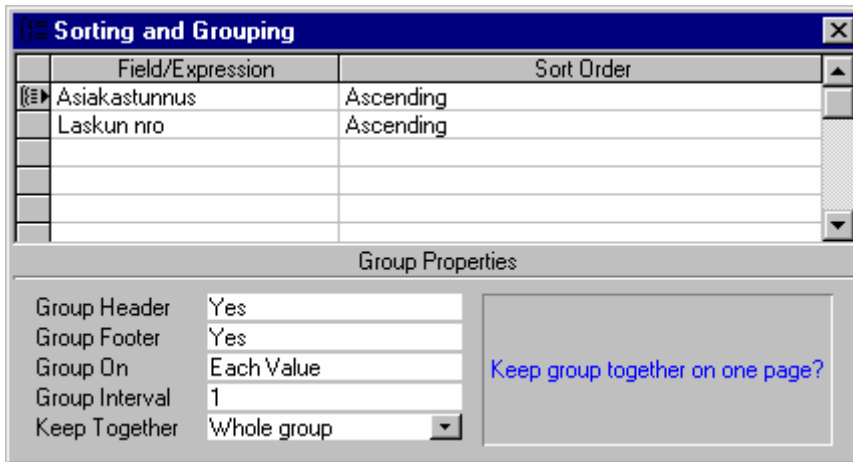 Sorting and Grouping
Field/Expression Sort Order
Asiakastunnus Ascending
Laskun nro Ascending
Group Properties
Group Header Yes
Group Footer Yes
Group On Each Value
Group Interval 1
Keep Together Whole group
Keep group together on one page?